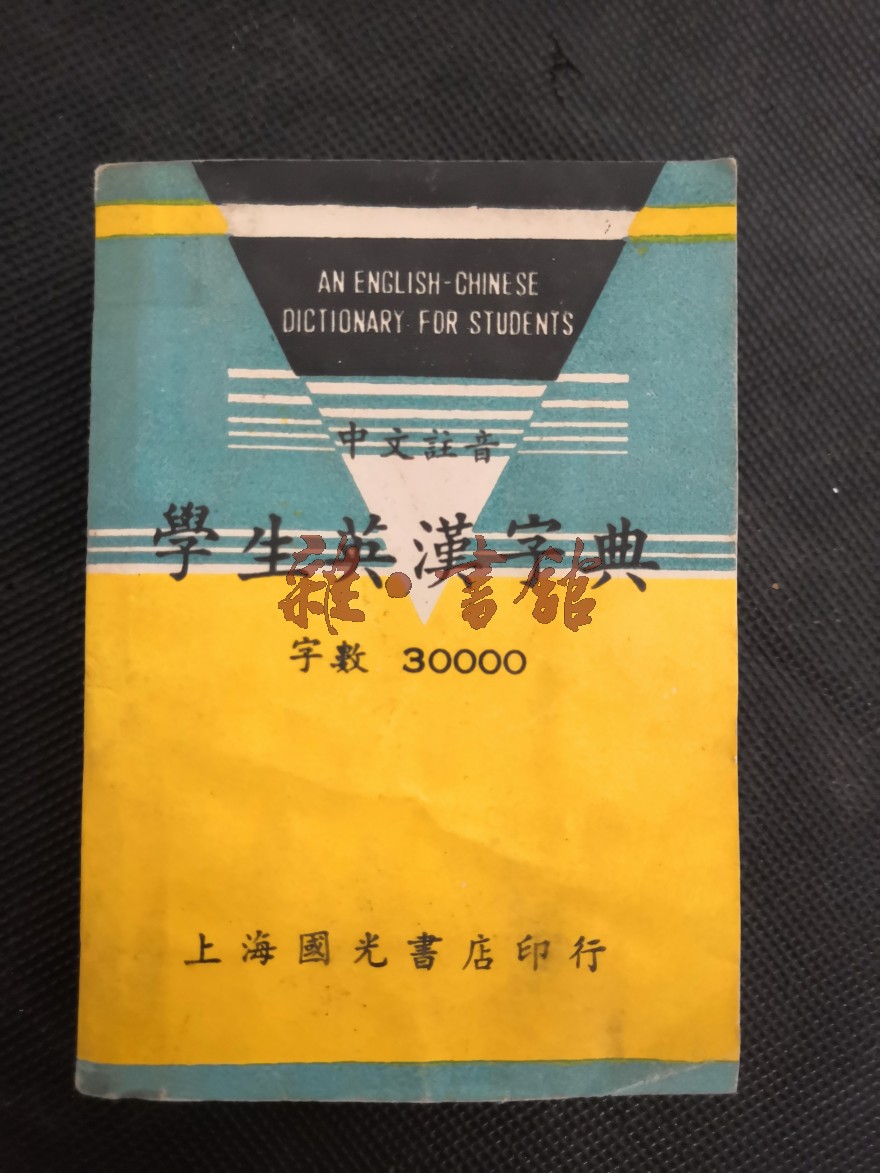 AN ENGLISH-CHINESE
DICTIONARY FOR STUDENTS
中文註音
學生英漢字典
雜·書館
字數 30000
上海國光書店印行